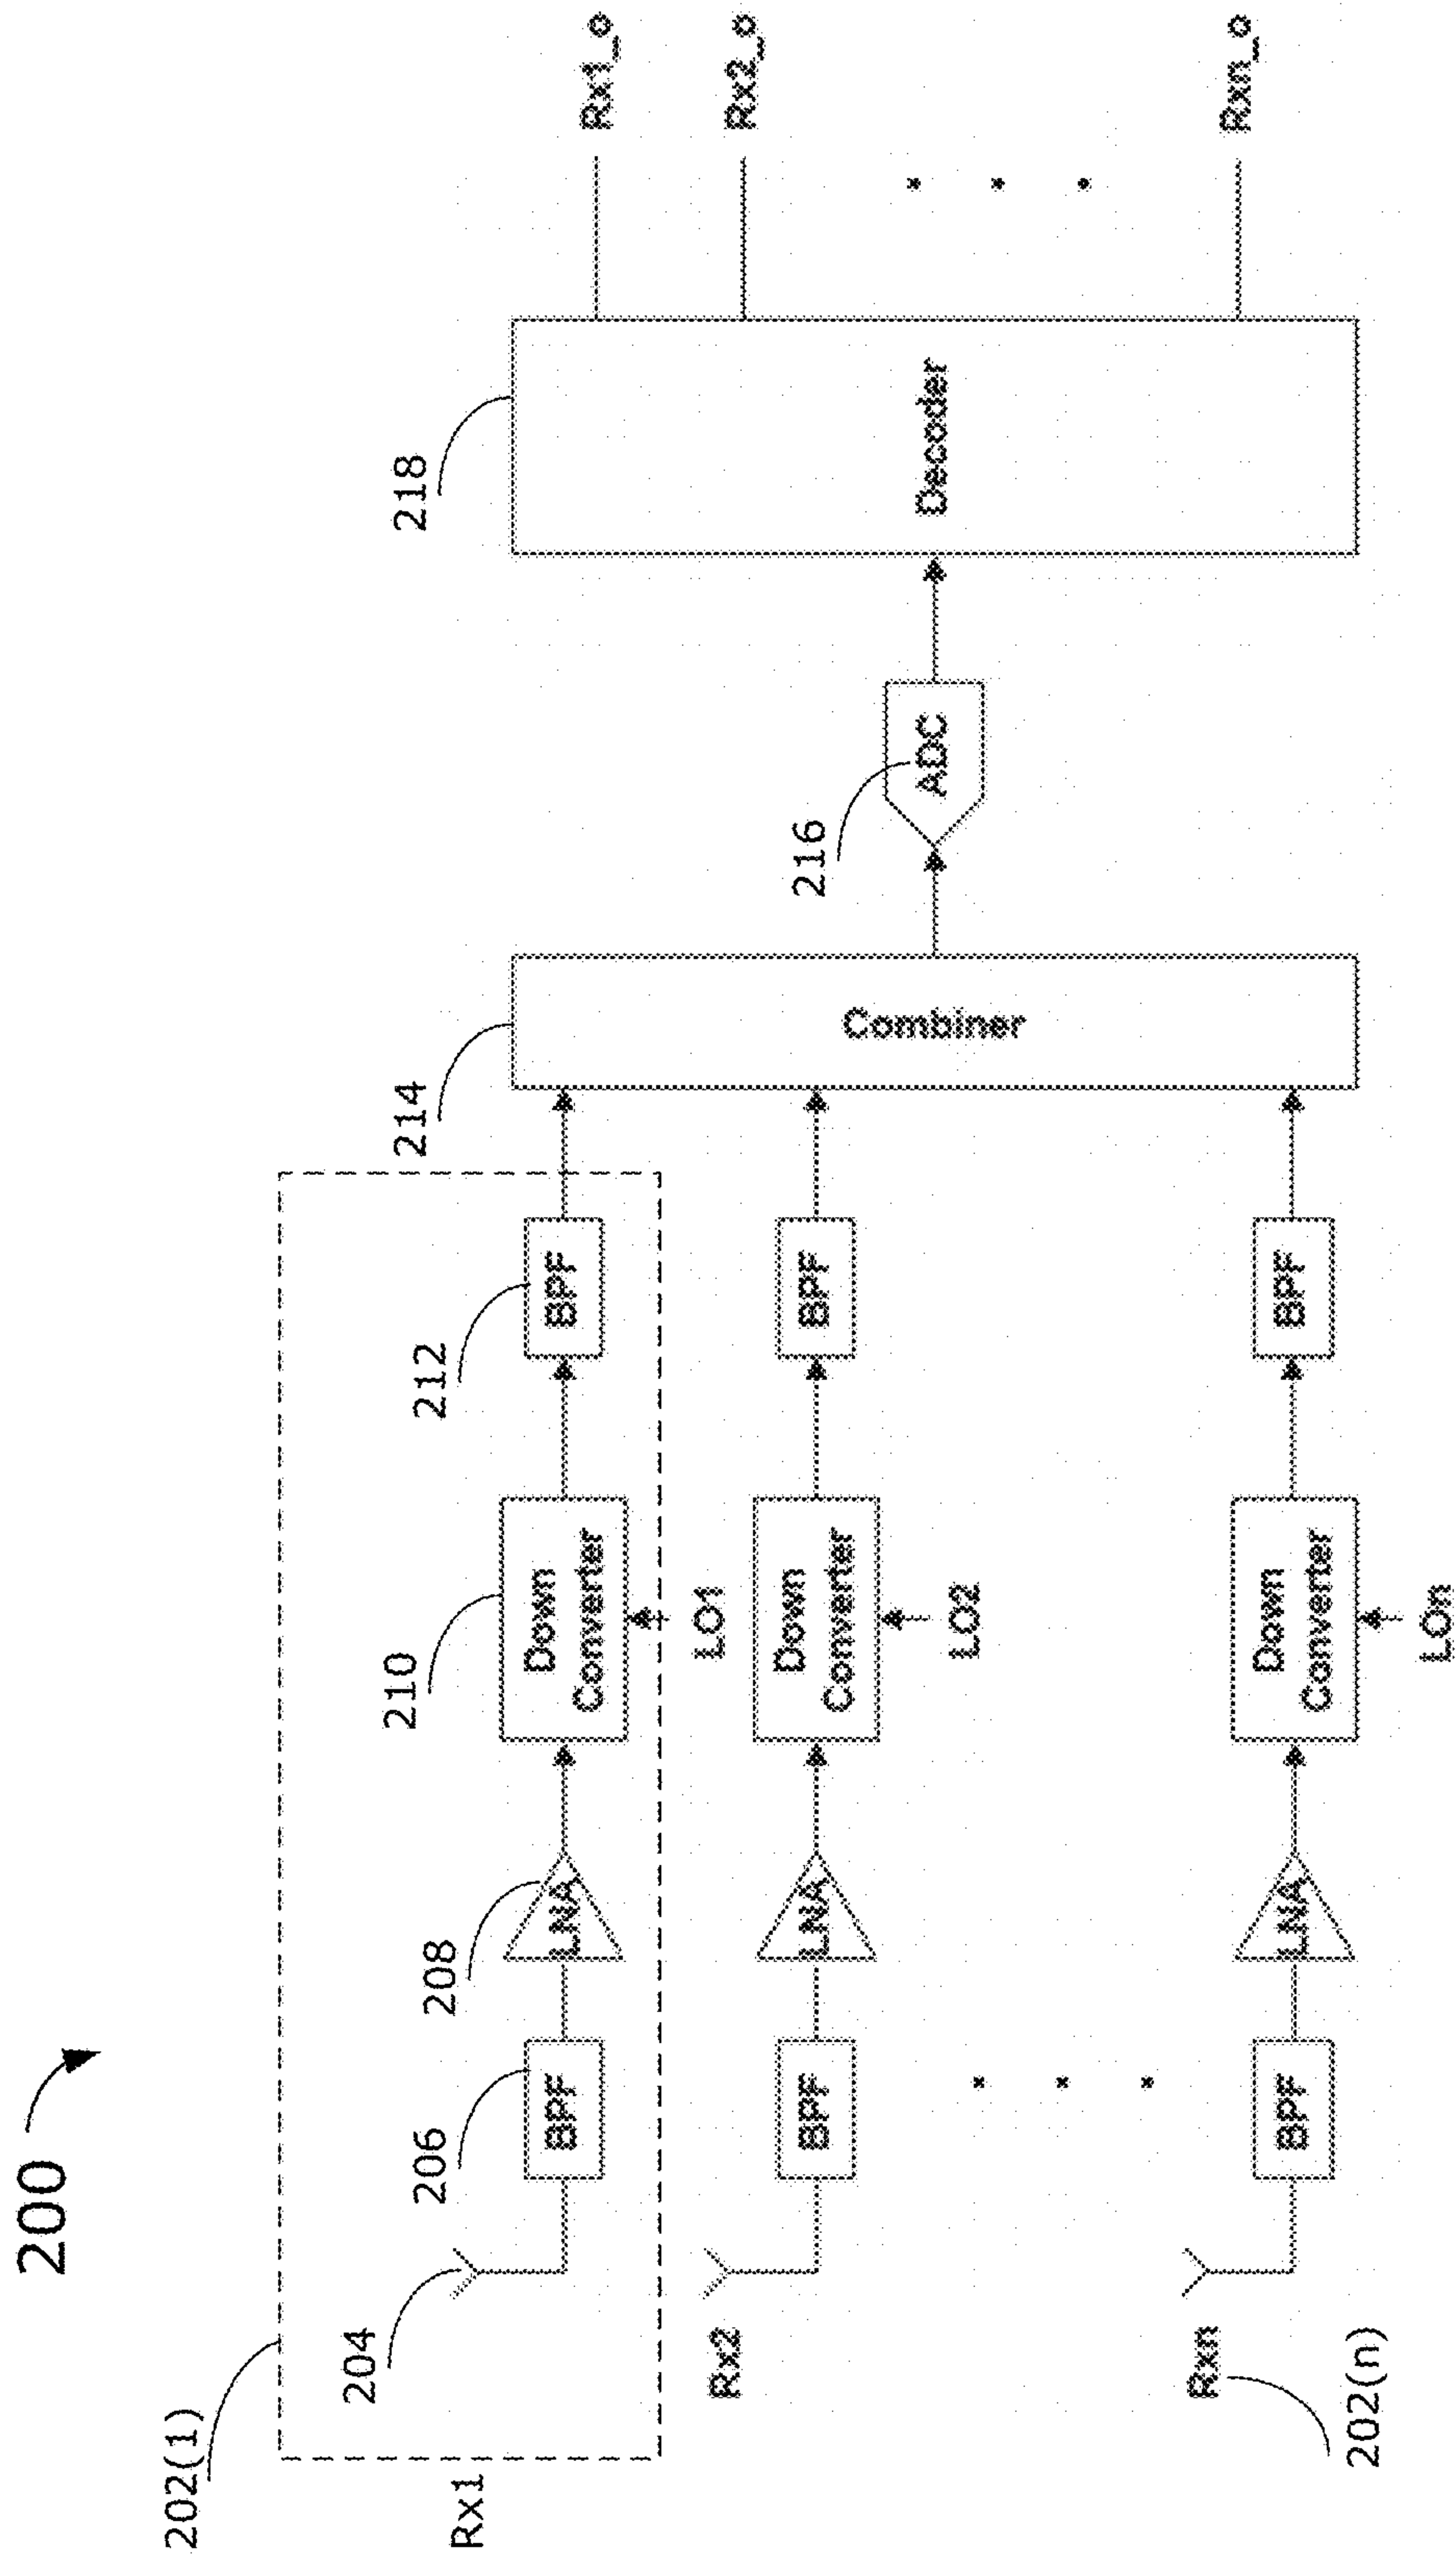 200
202(1)
Rx1
204
206
BPF
208
LNA
210
Down
Converter
LO1
212
BPF
214
Combiner
216
ADC
218
Decoder
Rx1_o
Rx2_o
Rxn_o
Rx2
BPF
LNA
Down
Converter
LO2
BPF
Rxn
202(n)
BPF
LNA
Down
Converter
LOn
BPF